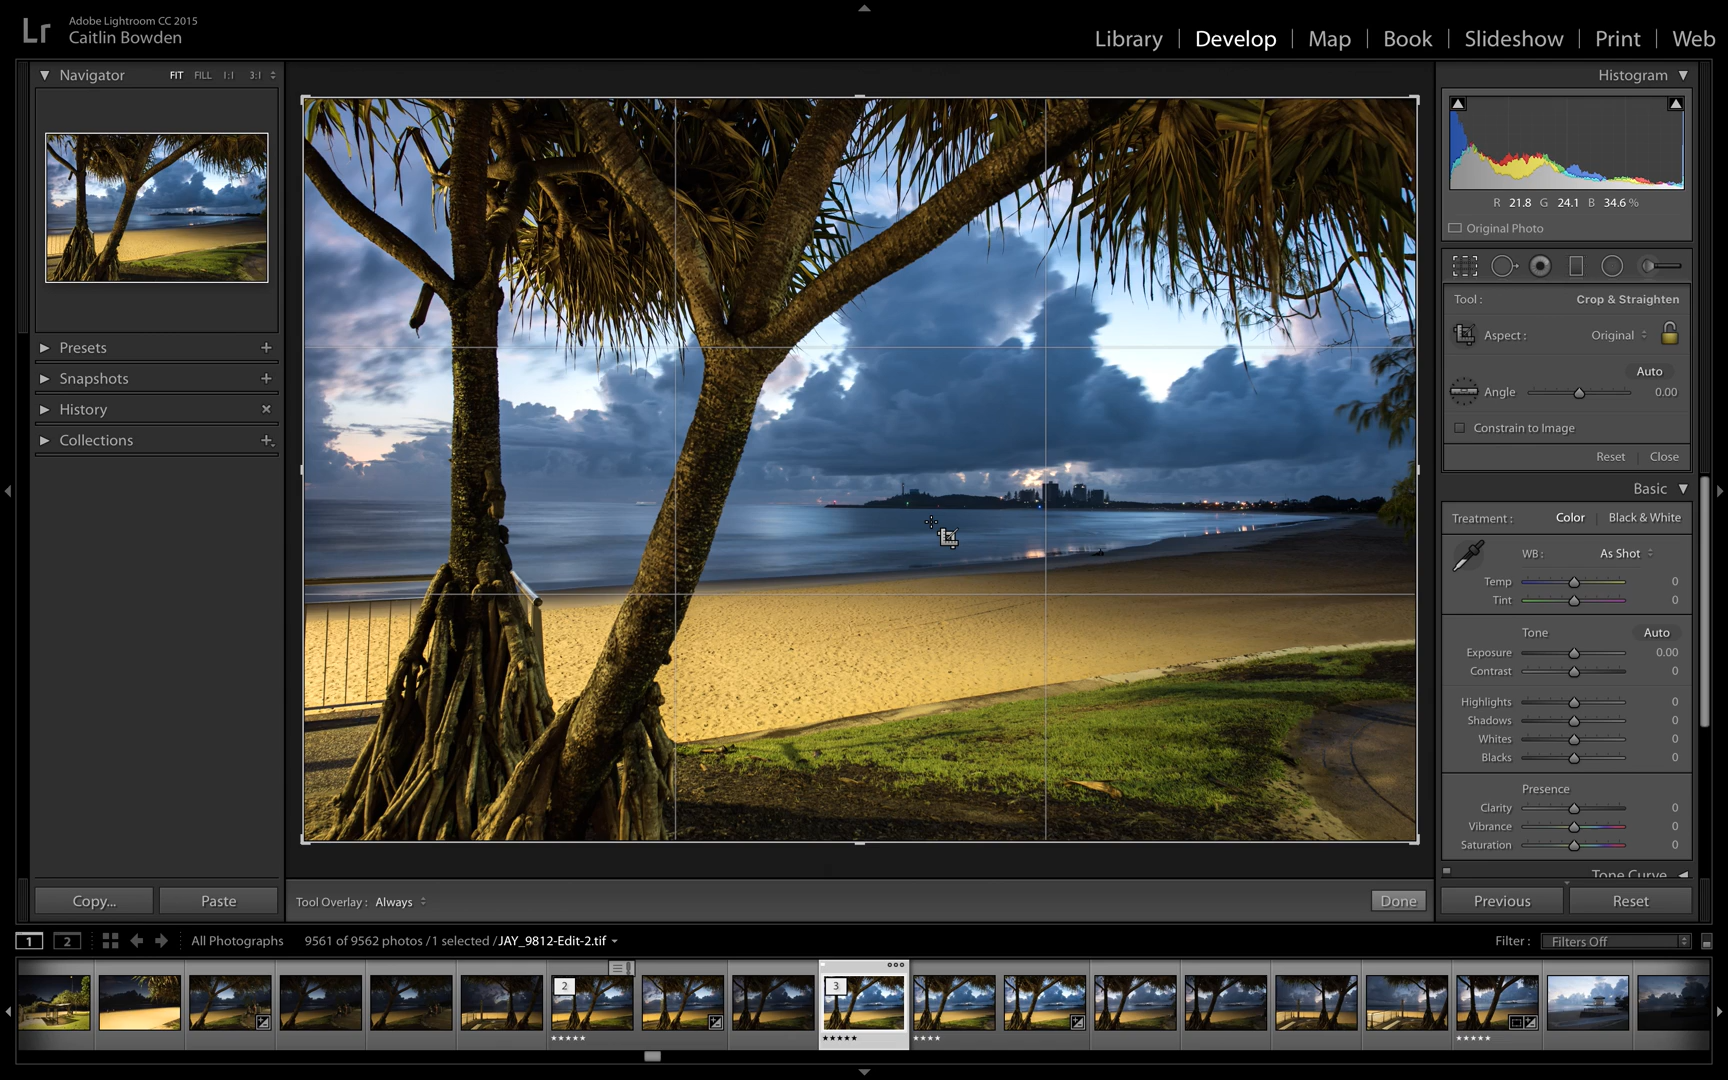 Lr
Adobe Lightroom CC 2015
Caitlin Bowden
Library | Develop | Map | Book | Slideshow | Print | Web
Navigator FIT FILL 1:1 3:1
Presets
Snapshots
History
Collections
Copy... Paste
Tool Overlay : Always
Done
Histogram
R 21.8 G 24.1 B 34.6 %
Original Photo
Tool : Crop & Straighten
Aspect : Original
Auto
Angle 0.00
Constrain to Image
Reset | Close
Basic
Treatment : Color | Black & White
WB : As Shot
Temp 0
Tint 0
Tone Auto
Exposure 0.00
Contrast 0
Highlights 0
Shadows 0
Whites 0
Blacks 0
Presence
Clarity 0
Vibrance 0
Saturation 0
Tone Curve
Previous Reset
1 2 All Photographs 9561 of 9562 photos /1 selected /JAY_9812-Edit-2.tif
Filter : Filters Off
2
3